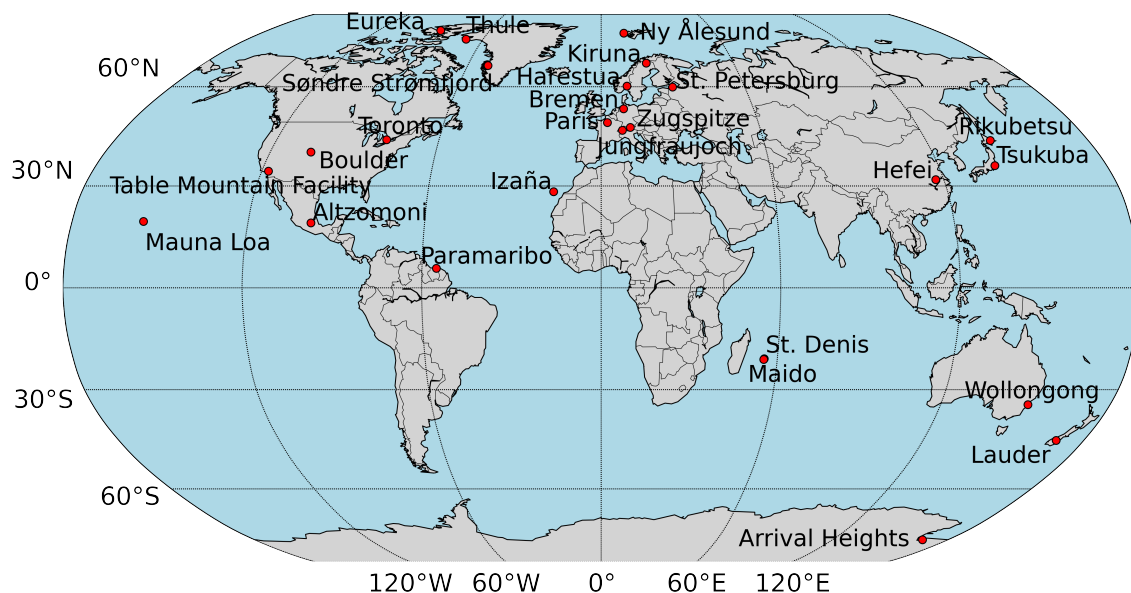 Eureka
Thule
Ny Ålesund
Kiruna
60°N
Søndre Strømfjord
Harestua
St. Petersburg
Bremen
Paris
Zugspitze
Toronto
Rikubetsu
Jungfraujoch
Boulder
Tsukuba
30°N
Table Mountain Facility
Izaña
Hefei
Altzomoni
Mauna Loa
Paramaribo
0°
St. Denis
Maido
30°S
Wollongong
Lauder
60°S
Arrival Heights
120°W 60°W 0° 60°E 120°E